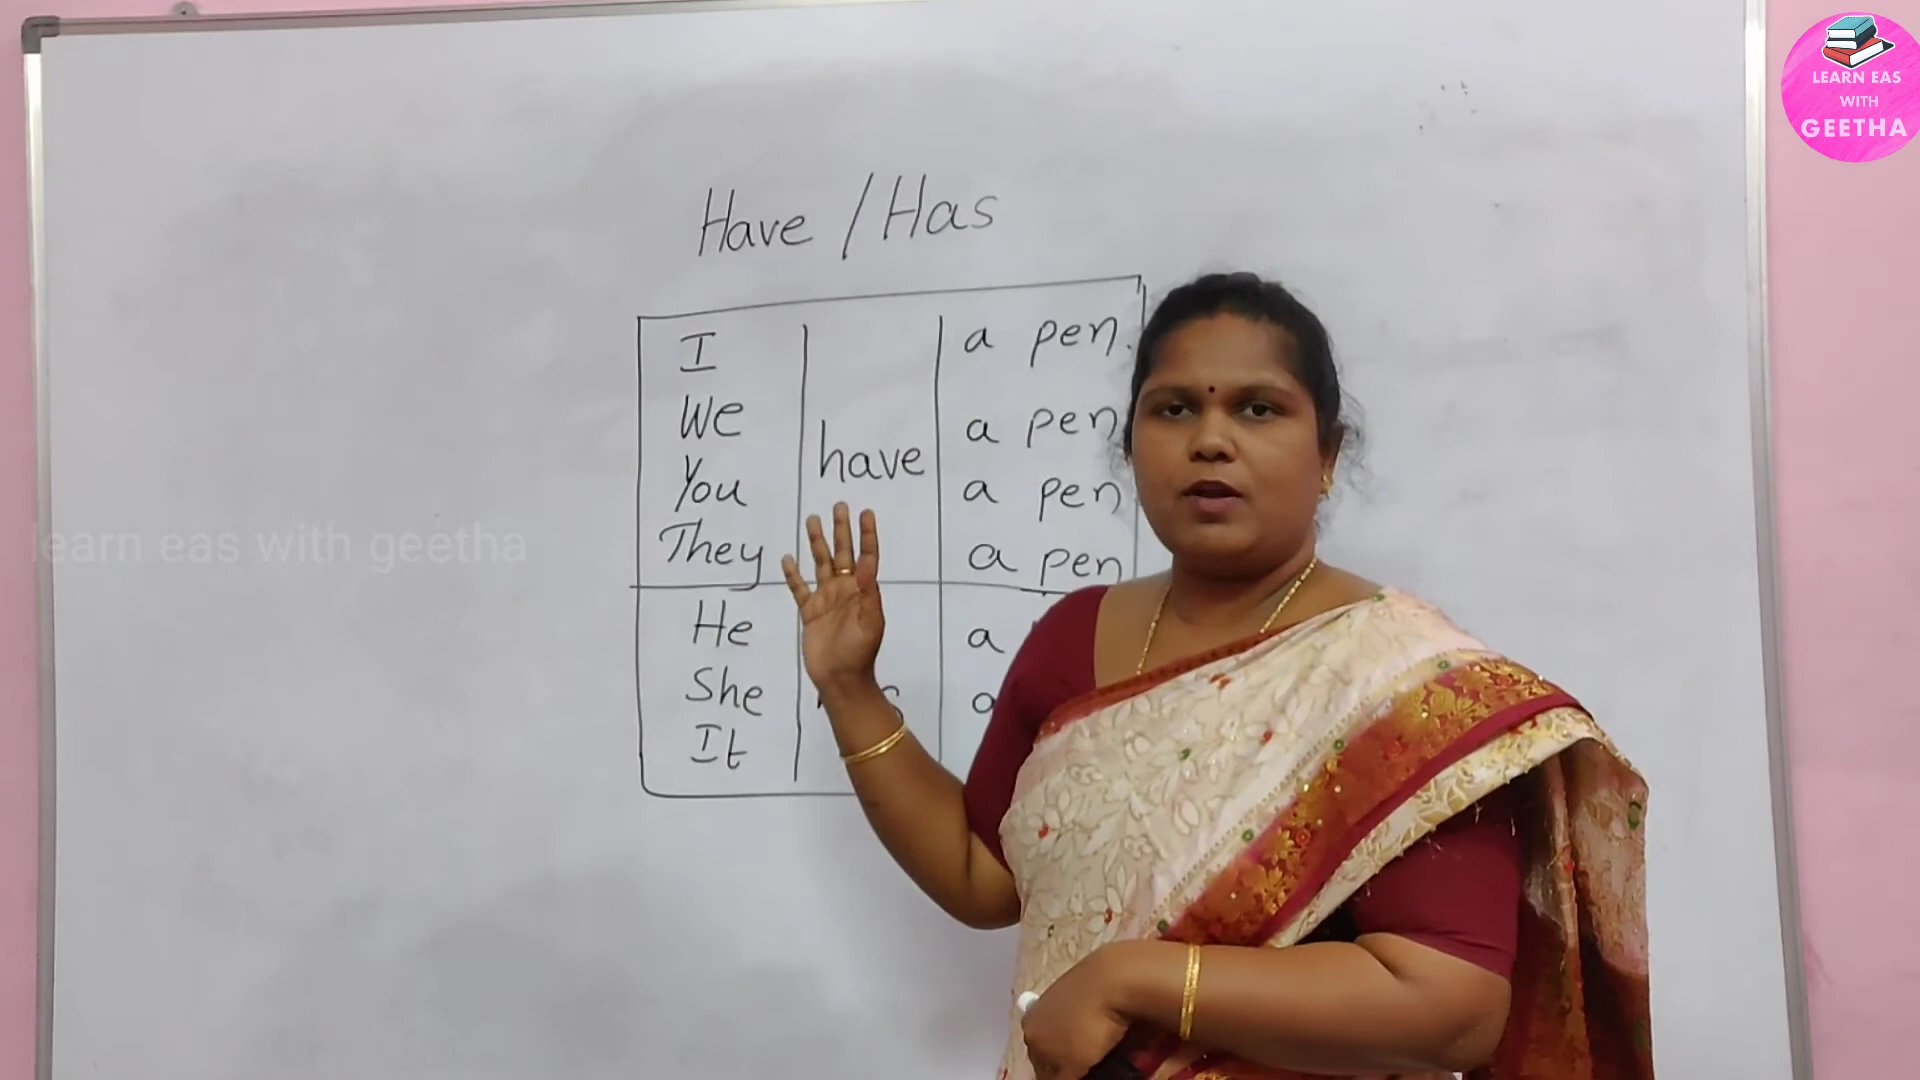 LEARN EAS
WITH
GEETHA
Have / Has
I have a pen.
We a pen
You a pen
They a pen
He a
She a
It
learn eas with geetha